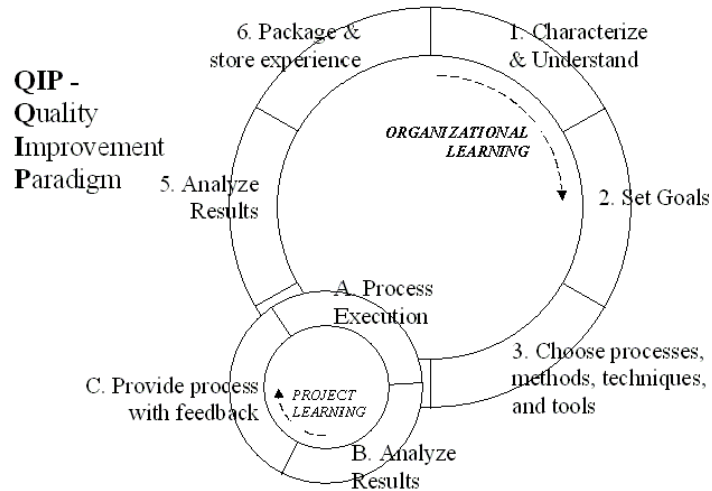 QIP -
Quality
Improvement
Paradigm
6. Package &
store experience
1. Characterize
& Understand
ORGANIZATIONAL
LEARNING
5. Analyze
Results
2. Set Goals
A. Process
Execution
3. Choose processes,
methods, techniques,
and tools
C. Provide process
with feedback
PROJECT
LEARNING
B. Analyze
Results